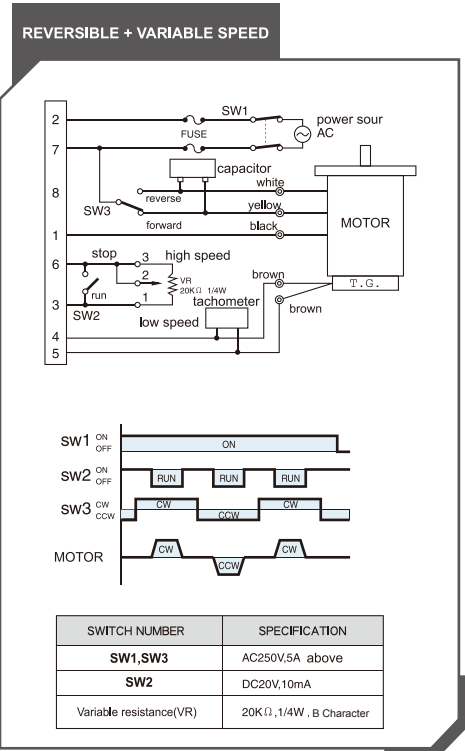 REVERSIBLE + VARIABLE SPEED
2
SW1
power sour
AC
FUSE
7
capacitor
white
8
reverse
yellow
SW3
forward
black
MOTOR
1
stop
3
high speed
6
2
VR
20KΩ 1/4W
brown
T.G.
run
1
tachometer
3
SW2
low speed
brown
4
5
SW1 ON
OFF
ON
SW2 ON
OFF
RUN
RUN
RUN
SW3 CW
CCW
CW
CCW
CW
MOTOR
CW
CCW
CW
SWITCH NUMBER
SPECIFICATION
SW1,SW3
AC250V,5A above
SW2
DC20V,10mA
Variable resistance(VR)
20KΩ,1/4W , B Character